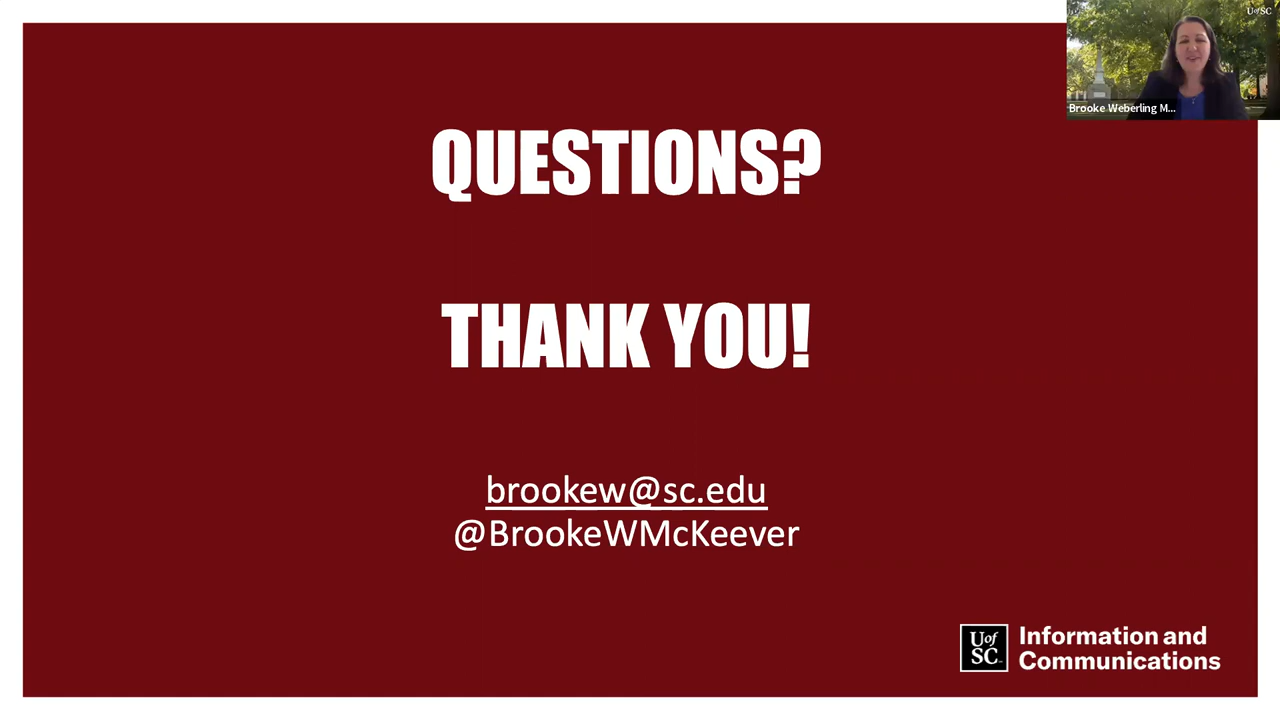 UofSC
Brooke Weberling M...
QUESTIONS?
THANK YOU!
brookew@sc.edu
@BrookeWMcKeever
UofSC
Information and
Communications